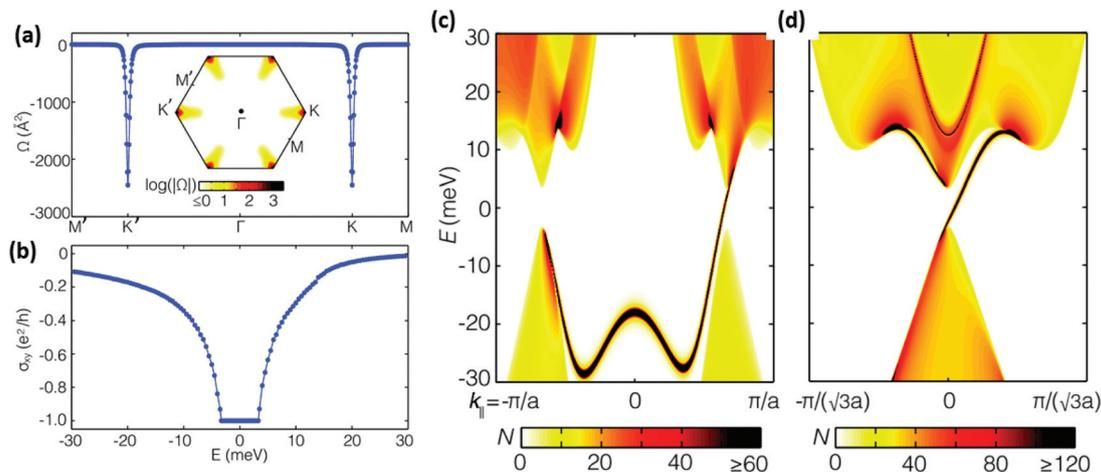 (a)
0
-1000
-2000
-3000
Ω (Å²)
M′
K′
Γ
K
M
log(|Ω|)
≤0 1 2 3
M′ K′ Γ K M
(b)
0
-0.2
-0.4
-0.6
-0.8
-1.0
σxy (e²/h)
-30 -20 -10 0 10 20 30
E (meV)
(c)
30
20
10
0
-10
-20
-30
E (meV)
k||=-π/a 0 π/a
N
0 20 40 ≥60
(d)
-π/(√3a) 0 π/(√3a)
N
0 40 80 ≥120